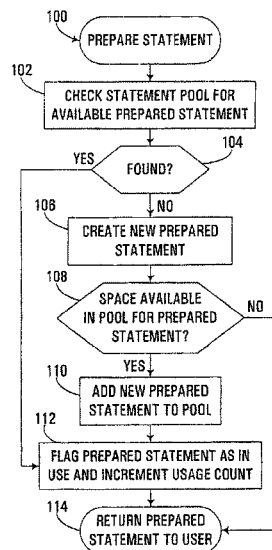 100
PREPARE STATEMENT
102
CHECK STATEMENT POOL FOR
AVAILABLE PREPARED STATEMENT
104
YES
FOUND?
NO
106
CREATE NEW PREPARED
STATEMENT
108
SPACE AVAILABLE
IN POOL FOR PREPARED
STATEMENT?
NO
YES
110
ADD NEW PREPARED
STATEMENT TO POOL
112
FLAG PREPARED STATEMENT AS IN
USE AND INCREMENT USAGE COUNT
114
RETURN PREPARED
STATEMENT TO USER